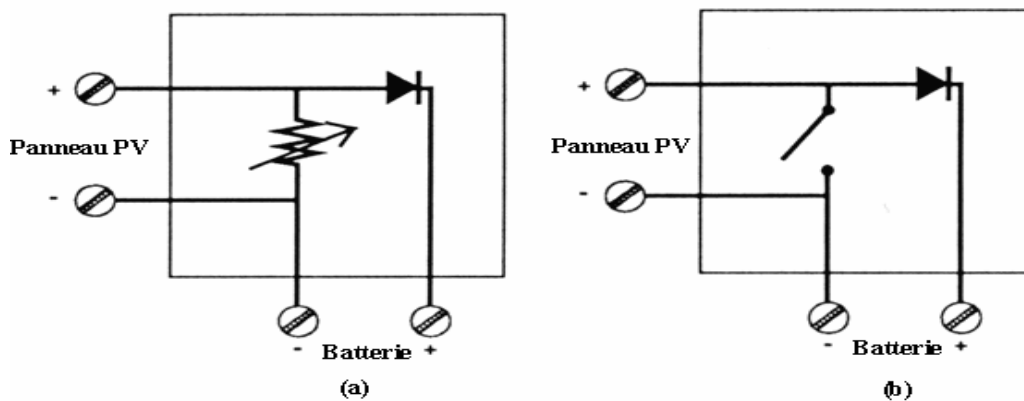 +
Panneau PV
-
- Batterie +
(a)
+
Panneau PV
-
- Batterie +
(b)